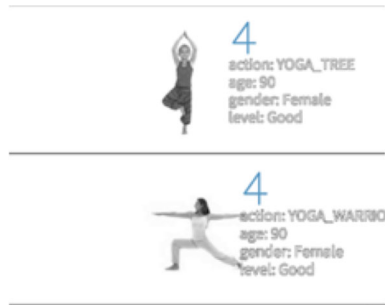 4
action: YOGA_TREE
age: 90
gender: Female
level: Good
4
action: YOGA_WARRIO
age: 90
gender: Female
level: Good